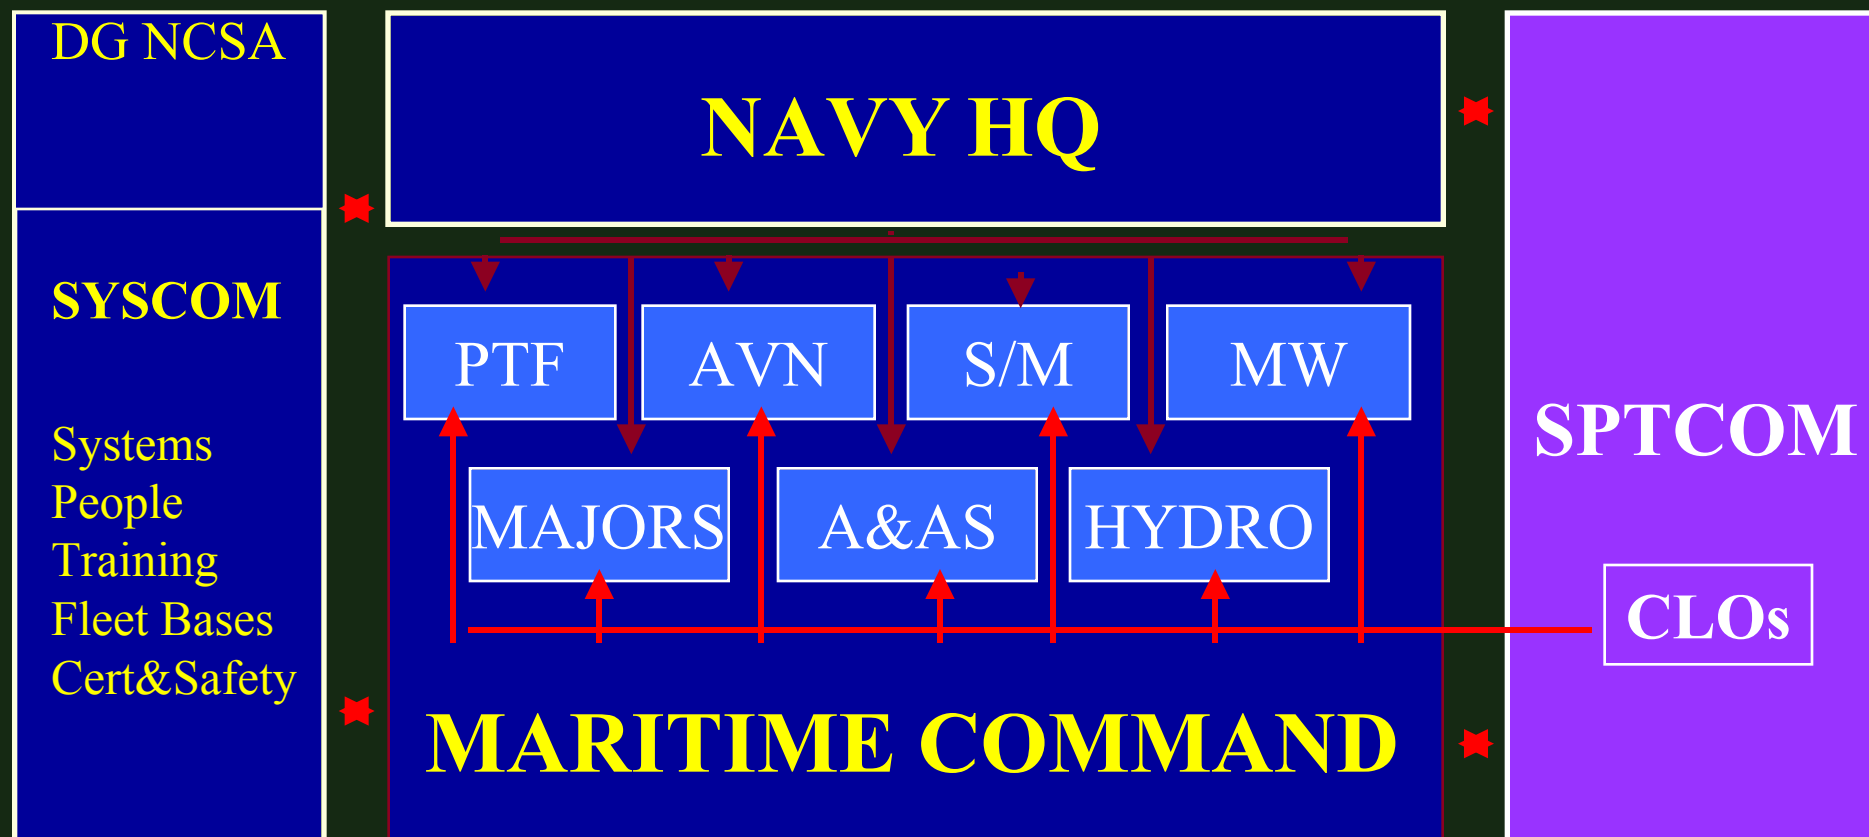 DG NCSA
SYSCOM
Systems
People
Training
Fleet Bases
Cert&Safety
NAVY HQ
PTF
AVN
S/M
MW
MAJORS
A&AS
HYDRO
MARITIME COMMAND
SPTCOM
CLOs